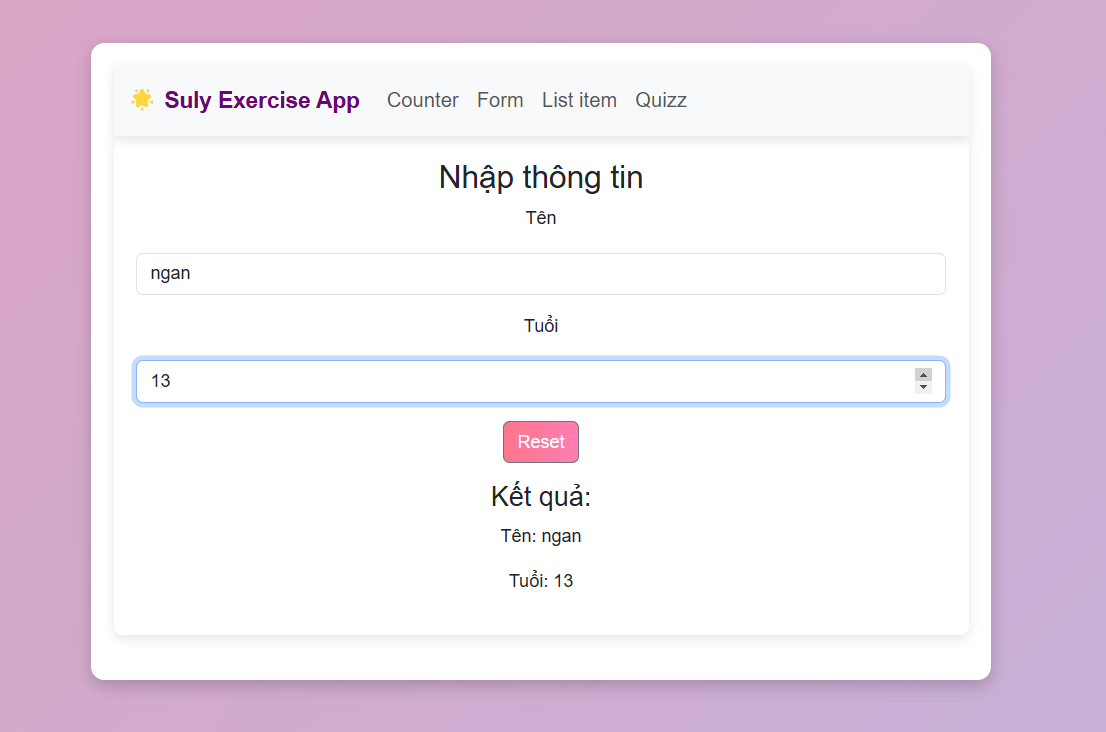 Suly Exercise App Counter Form List item Quizz
Nhập thông tin
Tên
ngan
Tuổi
13
Reset
Kết quả:
Tên: ngan
Tuổi: 13